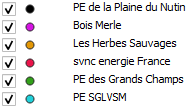 PE de la Plaine du Nutin
Bois Merle
Les Herbes Sauvages
svnc energie France
PE des Grands Champs
PE SGLVSM